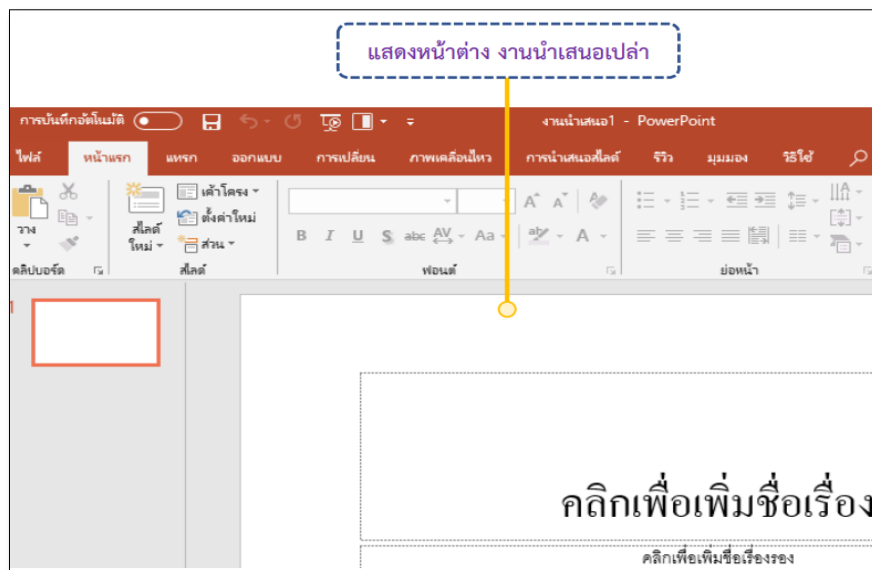 แสดงหน้าต่าง งานนำเสนอเปล่า
การบันทึกอัตโนมัติ
งานนำเสนอ1 - PowerPoint
ไฟล์ หน้าแรก แทรก ออกแบบ การเปลี่ยน ภาพเคลื่อนไหว การนำเสนอสไลด์ รีวิว มุมมอง วิธีใช้
วาง
สไลด์
ใหม่
เค้าโครง
ตั้งค่าใหม่
ส่วน
B I U S abc AV Aa
A A
aby A
A
คลิปบอร์ด สไลด์ ฟอนต์ ย่อหน้า
1
คลิกเพื่อเพิ่มชื่อเรื่อง
คลิกเพื่อเพิ่มชื่อเรื่องรอง